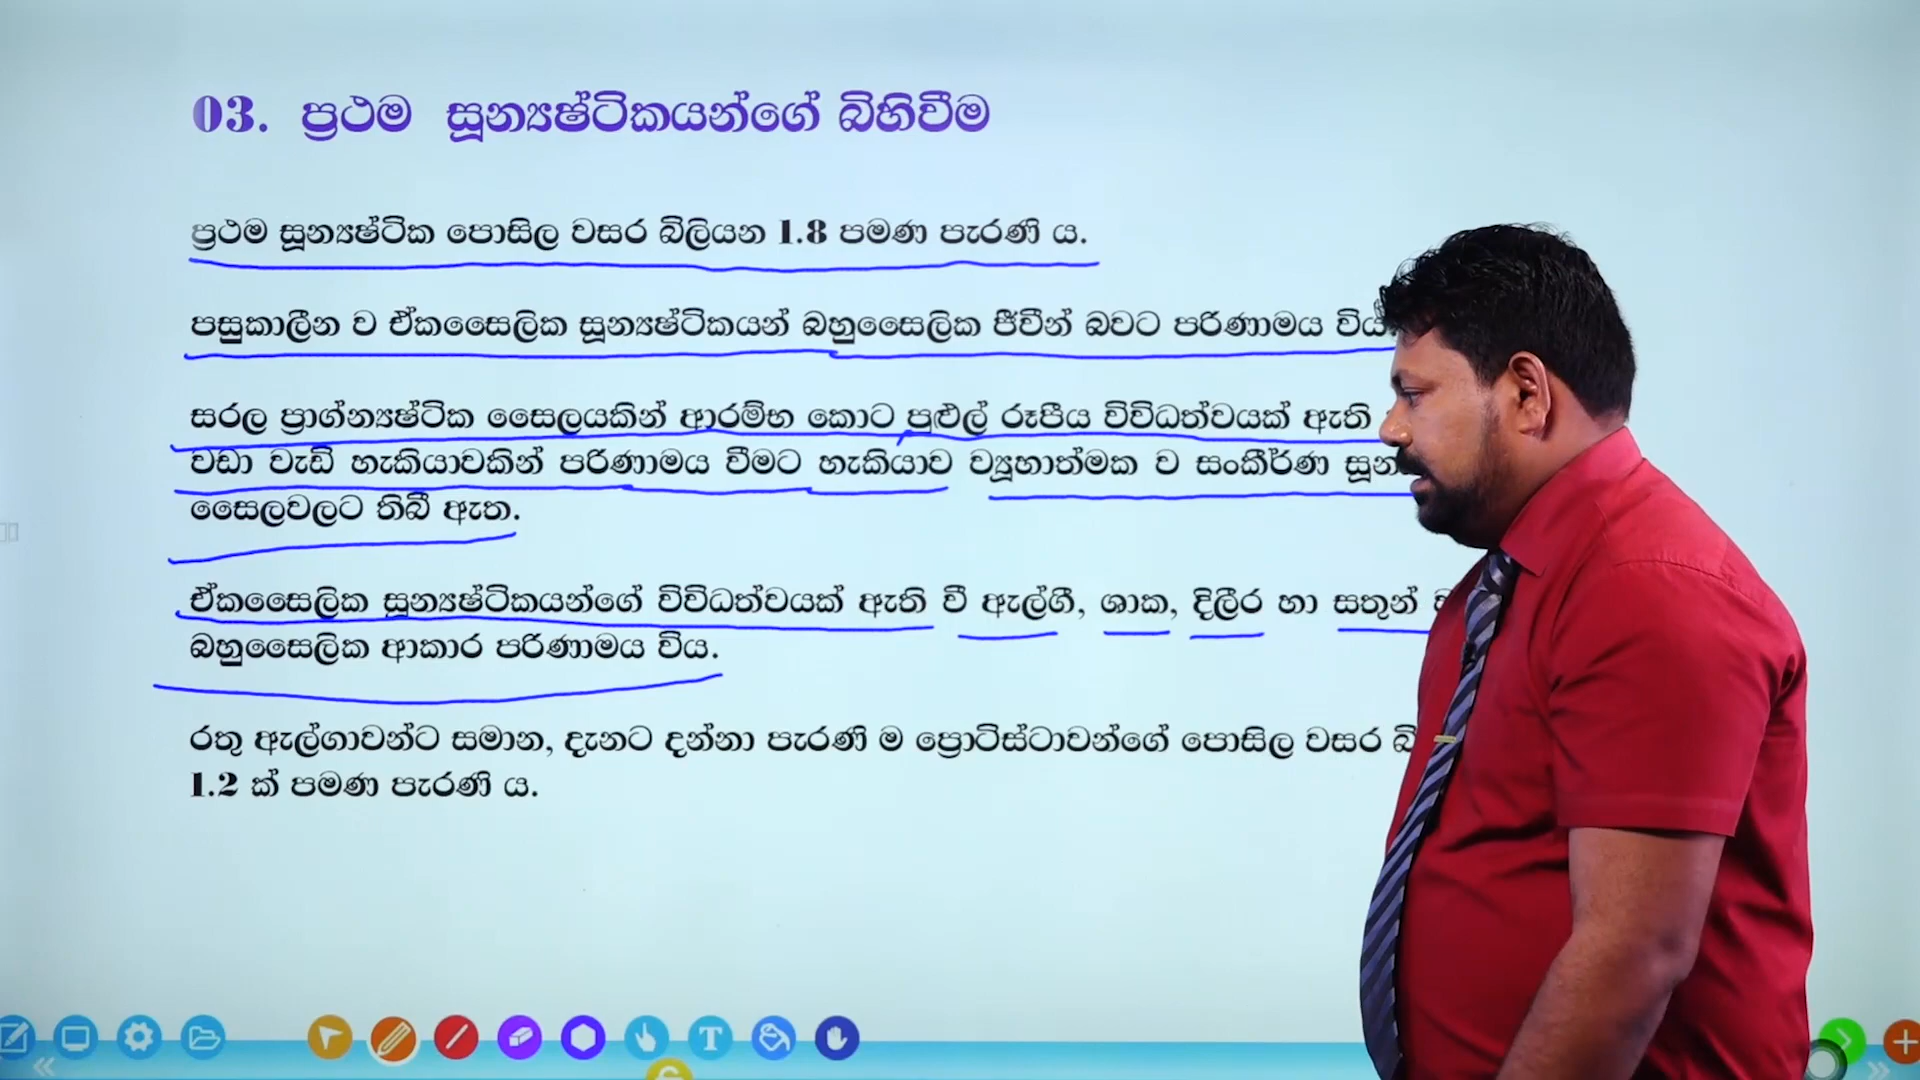 03. ප්‍රථම සූන්‍යෂ්ටිකයන්ගේ බිහිවීම
ප්‍රථම සූන්‍යෂ්ටික පොසිල වසර බිලියන 1.8 පමණ පැරණි ය.
පසුකාලීන ව ඒකසෛලික සූන්‍යෂ්ටිකයන් බහුසෛලික ජීවීන් බවට පරිණාමය විය
සරල ප්‍රාග්න්‍යෂ්ටික සෛලයකින් ආරම්භ කොට පුළුල් රූපීය විවිධත්වයක් ඇති
වඩා වැඩි හැකියාවකින් පරිණාමය වීමට හැකියාව ව්‍යූහාත්මක ව සංකීර්ණ
සෛලවලට තිබී ඇත.
ඒකසෛලික සූන්‍යෂ්ටිකයන්ගේ විවිධත්වයක් ඇති වී ඇල්ගී, ශාක, දිලීර හා සතුන්
බහුසෛලික ආකාර පරිණාමය විය.
රතු ඇල්ගාවන්ට සමාන, දැනට දන්නා පැරණි ම ප්‍රොටිස්ටාවන්ගේ පොසිල වසර
1.2 ක් පමණ පැරණි ය.
T